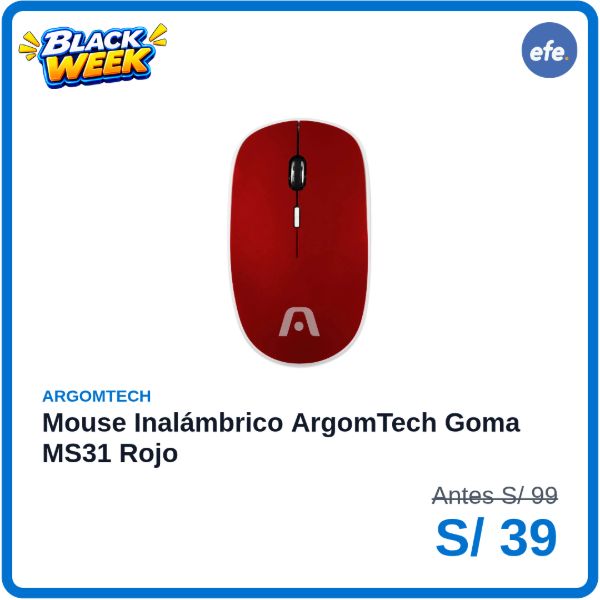 BLACK
WEEK
efe.
ARGOMTECH
Mouse Inalámbrico ArgomTech Goma
MS31 Rojo
Antes S/ 99
S/ 39